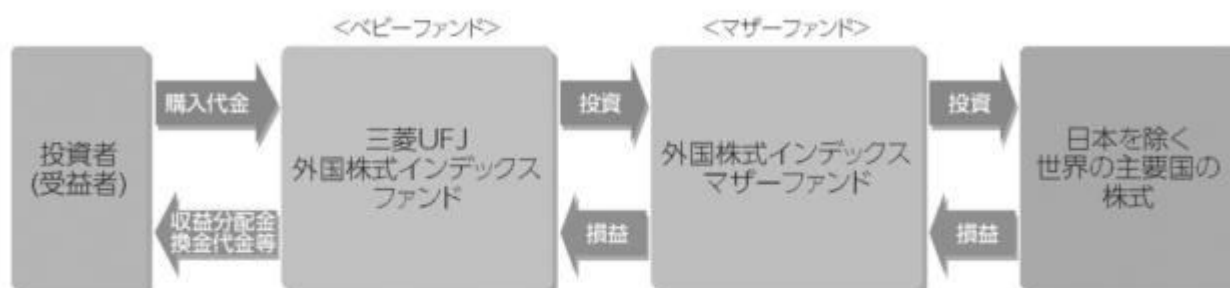 <ベビーファンド>
<マザーファンド>
投資者
(受益者)
購入代金
収益分配金
換金代金等
三菱UFJ
外国株式インデックス
ファンド
投資
損益
外国株式インデックス
マザーファンド
投資
損益
日本を除く
世界の主要国の
株式